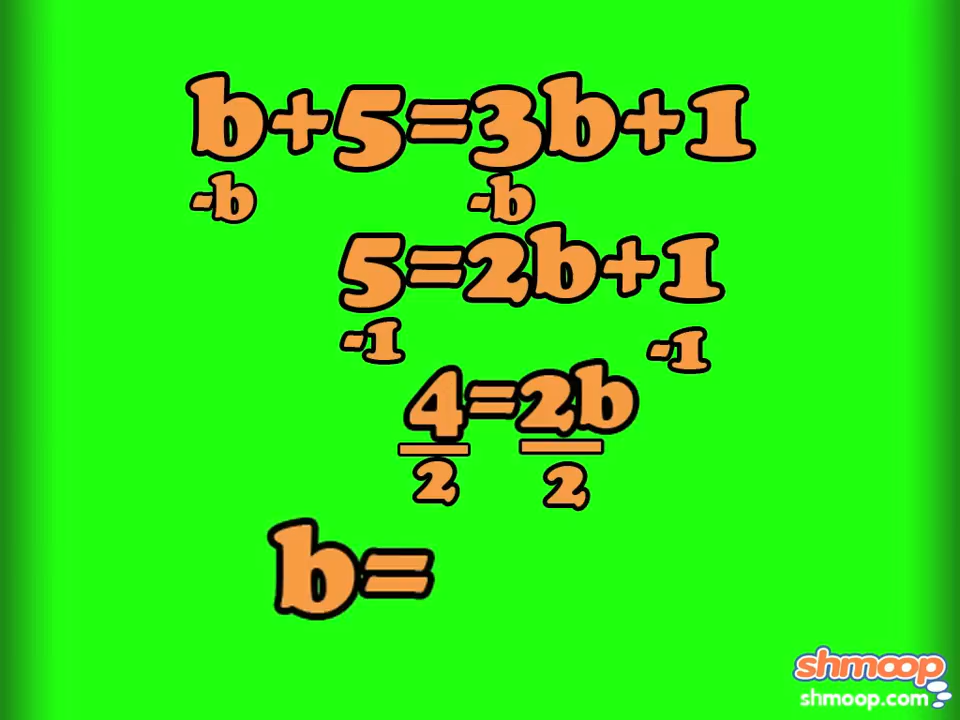 b+5=3b+1
-b -b
5=2b+1
-1 -1
4=2b
2 2
b=
shmoop
shmoop.com